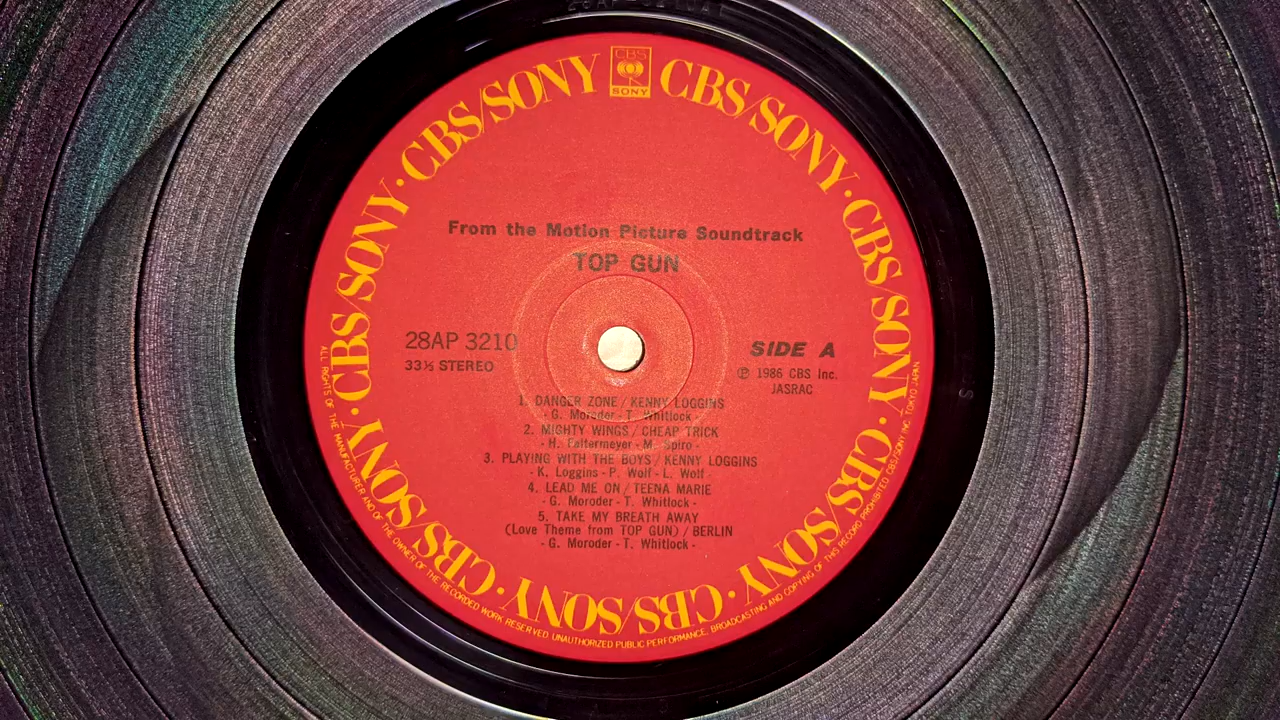 CBS
SONY
CBS/SONY · CBS/SONY · CBS/SONY · CBS/SONY · CBS/SONY · CBS/SONY · CBS/SONY · CBS/SONY · CBS/SONY · CBS/SONY
From the Motion Picture Soundtrack
TOP GUN
28AP 3210
33⅓ STEREO
SIDE A
Ⓟ 1986 CBS Inc.
JASRAC
1. DANGER ZONE / KENNY LOGGINS
- G. Moroder - T. Whitlock -
2. MIGHTY WINGS / CHEAP TRICK
- H. Faltermeyer - M. Spiro -
3. PLAYING WITH THE BOYS / KENNY LOGGINS
- K. Loggins - P. Wolf - L. Wolf -
4. LEAD ME ON / TEENA MARIE
- G. Moroder - T. Whitlock -
5. TAKE MY BREATH AWAY
(Love Theme from TOP GUN) / BERLIN
- G. Moroder - T. Whitlock -
ALL RIGHTS OF THE MANUFACTURER AND OF THE OWNER OF THE RECORDED WORK RESERVED UNAUTHORIZED PUBLIC PERFORMANCE, BROADCASTING AND COPYING OF THIS RECORD PROHIBITED CBS/SONY INC. TOKYO JAPAN